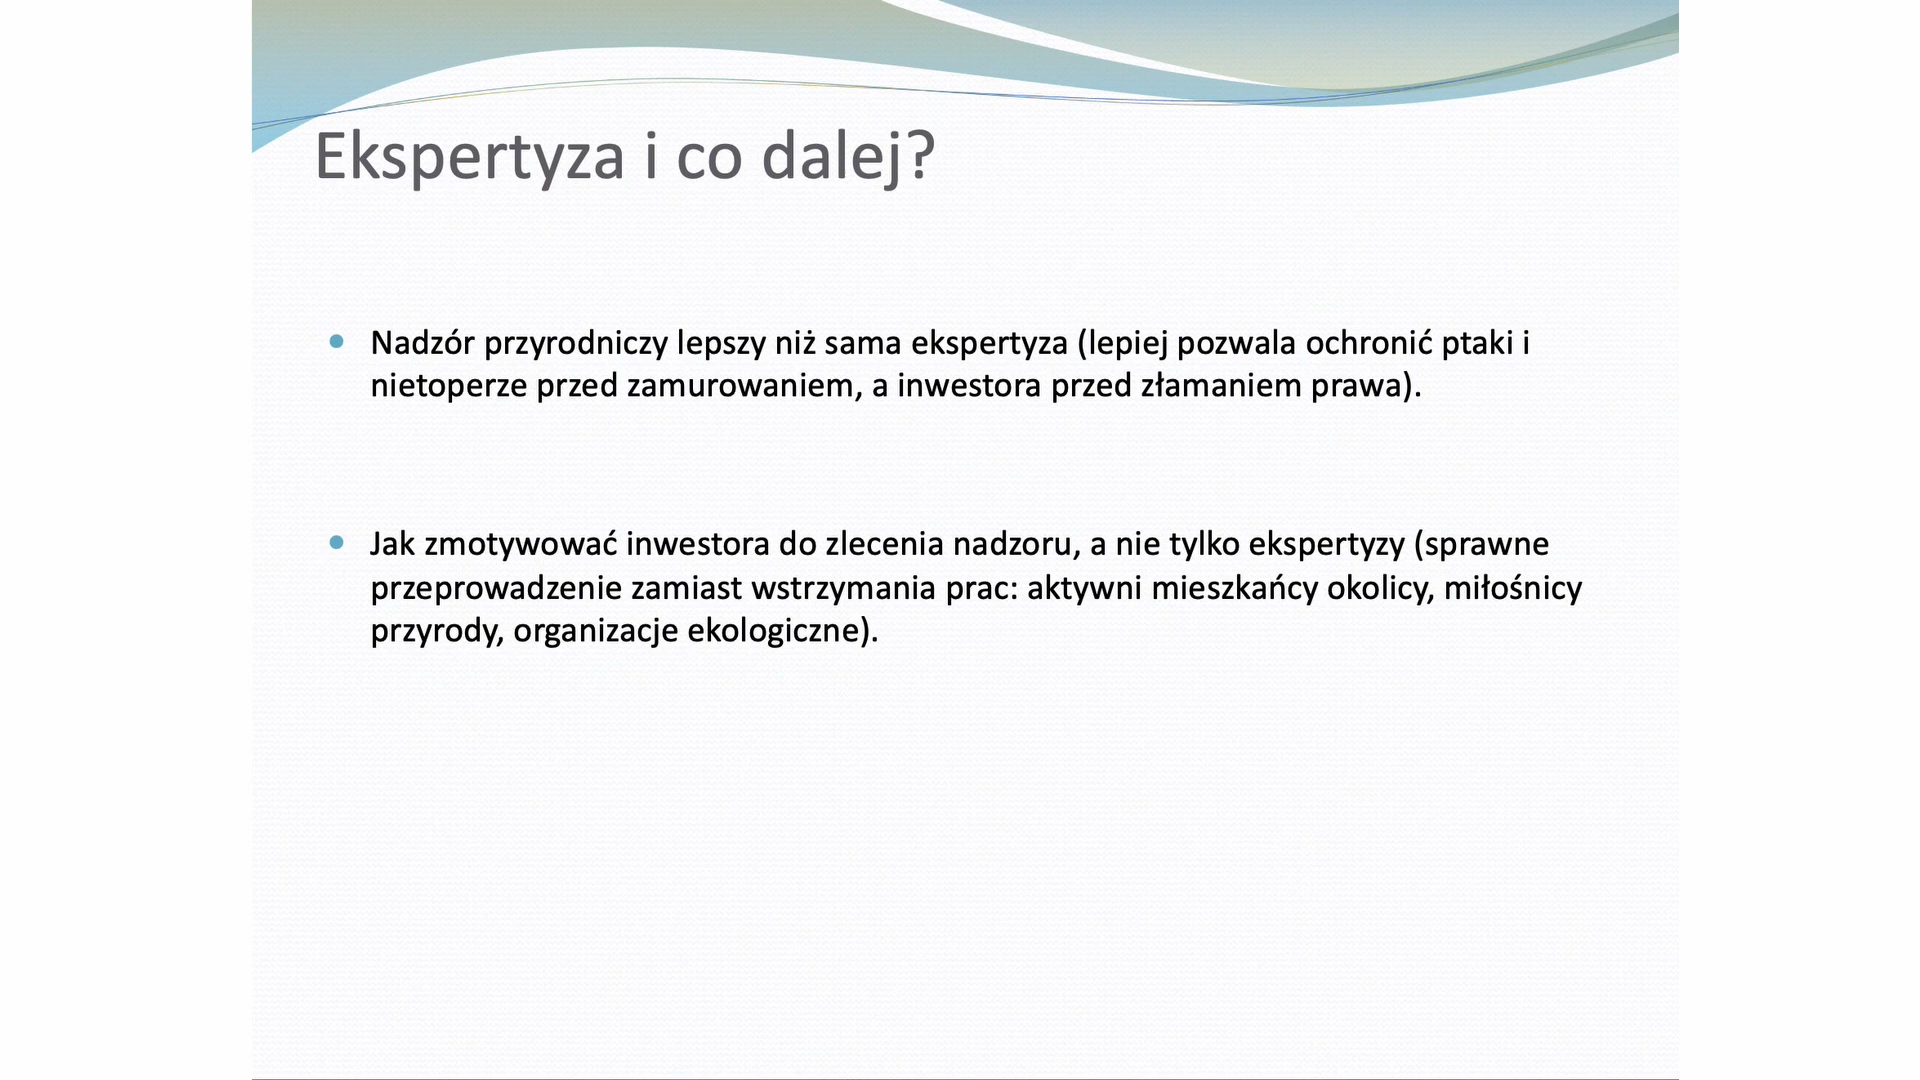 Ekspertyza i co dalej?
• Nadzór przyrodniczy lepszy niż sama ekspertyza (lepiej pozwala ochronić ptaki i
nietoperze przed zamurowaniem, a inwestora przed złamaniem prawa).
• Jak zmotywować inwestora do zlecenia nadzoru, a nie tylko ekspertyzy (sprawne
przeprowadzenie zamiast wstrzymania prac: aktywni mieszkańcy okolicy, miłośnicy
przyrody, organizacje ekologiczne).